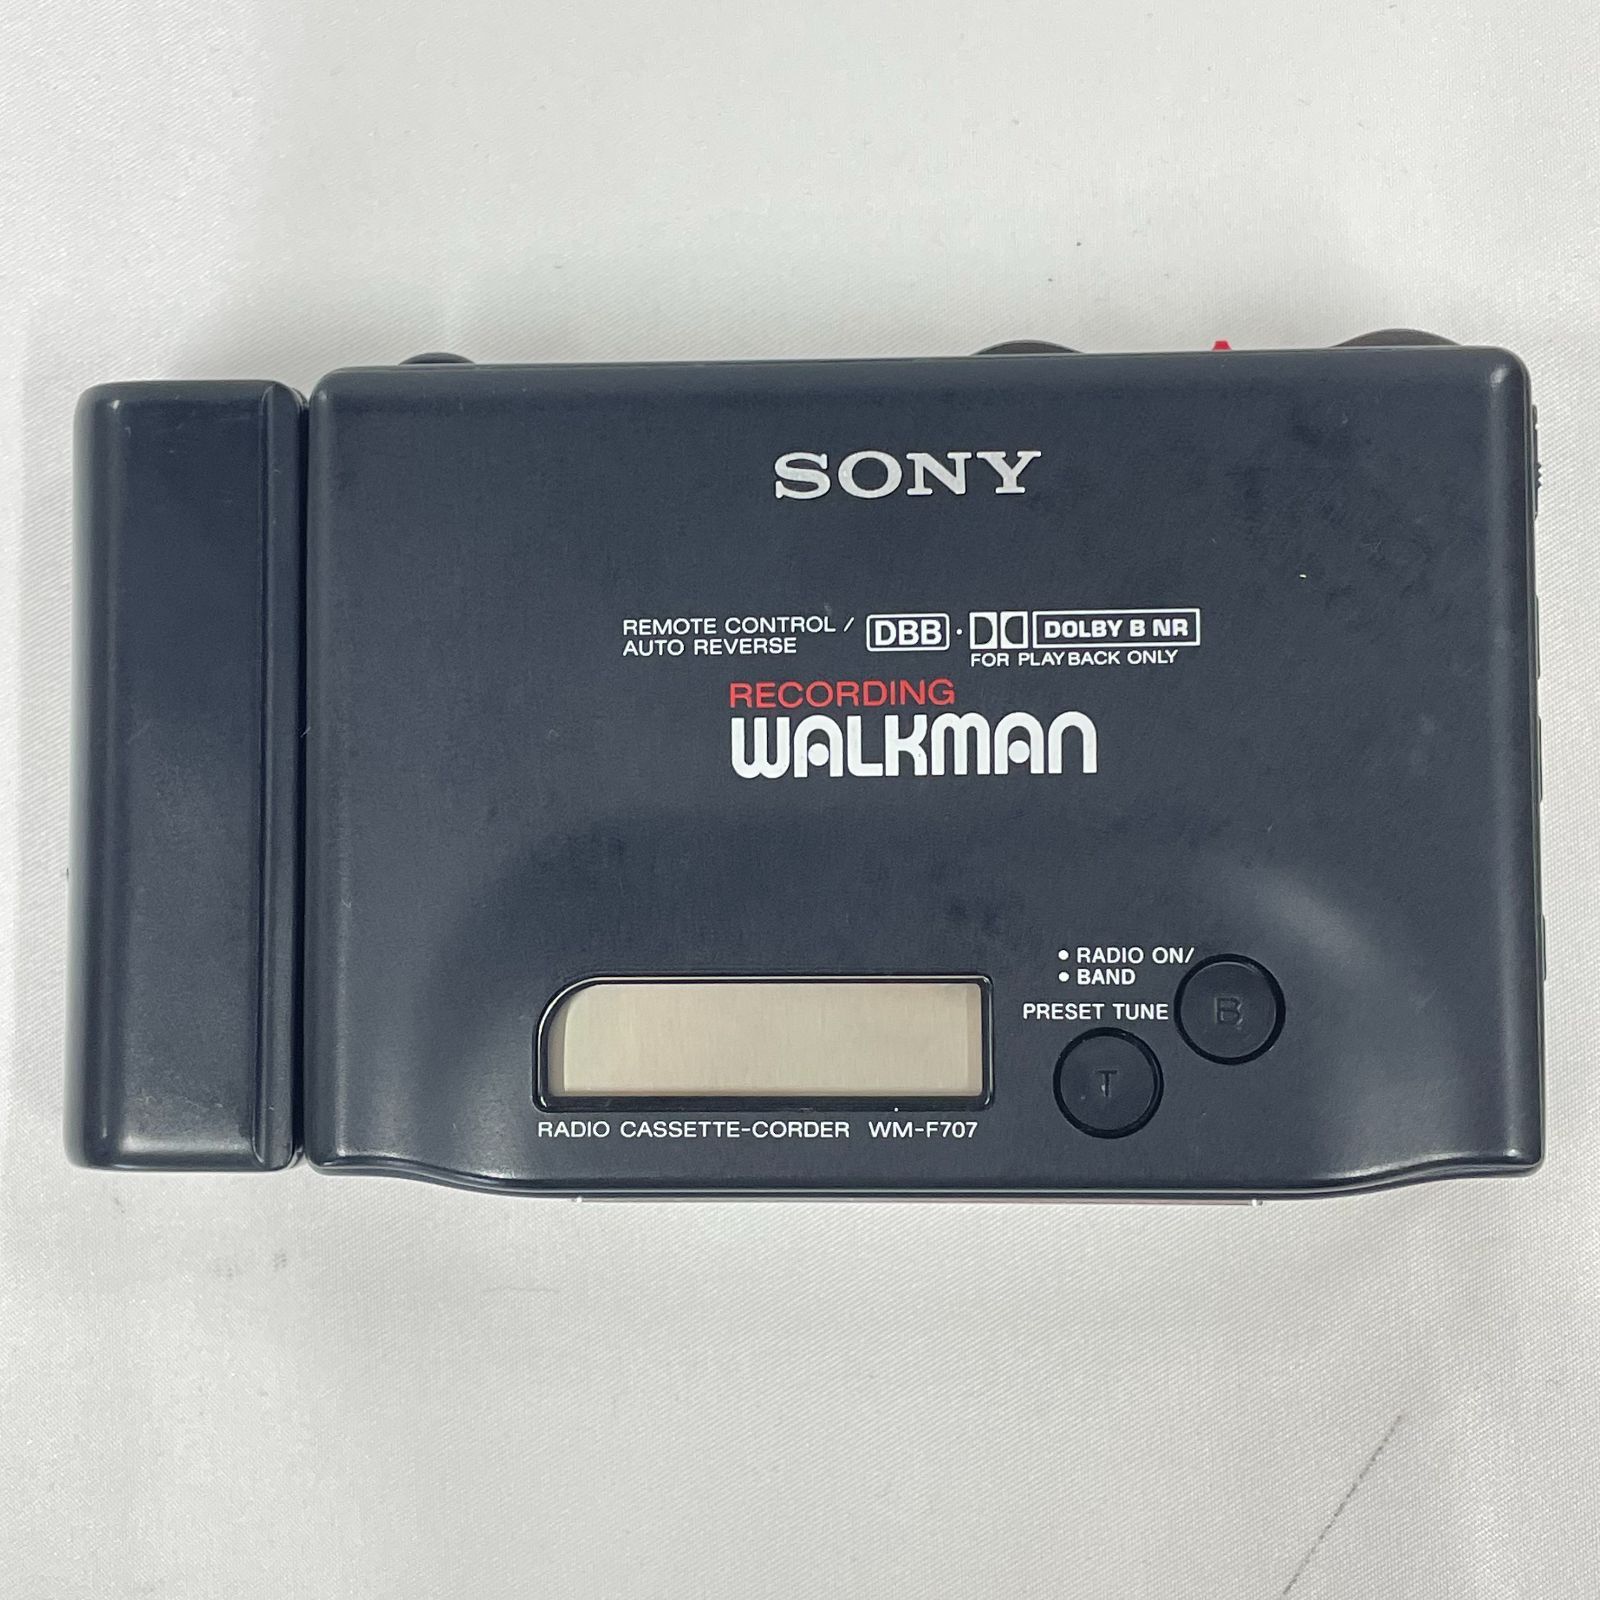 SONY
REMOTE CONTROL /
AUTO REVERSE
DBB · DOLBY B NR
FOR PLAYBACK ONLY
RECORDING
WALKMAN
• RADIO ON/
• BAND
PRESET TUNE
B
T
RADIO CASSETTE-CORDER WM-F707